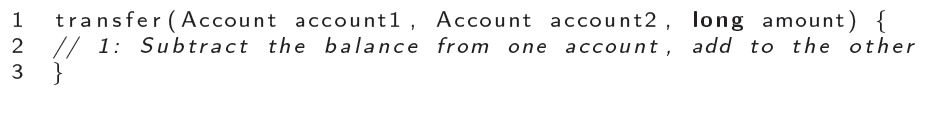 1 transfer(Account account1, Account account2, long amount) {
2 // 1: Subtract the balance from one account, add to the other
3 }